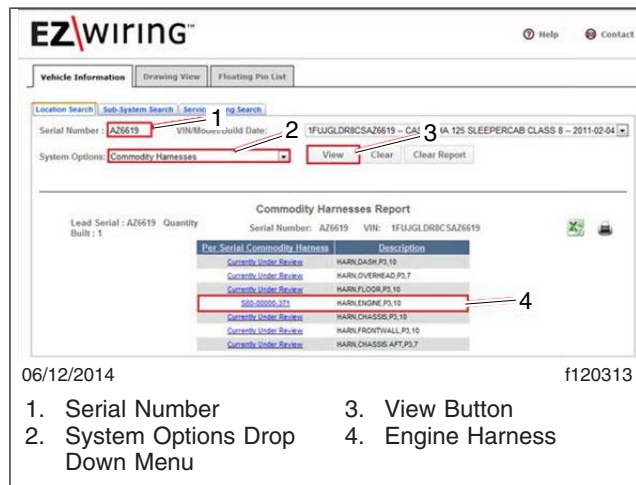 EZ\WIRING™
Help
Contact
Vehicle Information
Drawing View
Floating Pin List
Location Search
Sub-System Search
ng Search
1
Serial Number : AZ6619
Build Date:
2
3
A 125 SLEEPERCAB CLASS 8 -- 2011-02-04
System Options: Commodity Harnesses
View
Clear
Clear Report
Commodity Harnesses Report
Lead Serial : AZ6619 Quantity
Built : 1
Serial Number: AZ6619 VIN: 1FUJGLDR8CSAZ6619
Per Serial Commodity Harness Description
Currently Under Review HARN,DASH,P3,10
Currently Under Review HARN,OVERHEAD,P3,7
Currently Under Review HARN,FLOOR,P3,10
S80-00000-371 HARN,ENGINE,P3,10
4
Currently Under Review HARN,CHASSIS,P3,10
Currently Under Review HARN,FRONTWALL,P3,10
Currently Under Review HARN,CHASSIS AFT,P3,7
06/12/2014
f120313
1. Serial Number
2. System Options Drop
Down Menu
3. View Button
4. Engine Harness